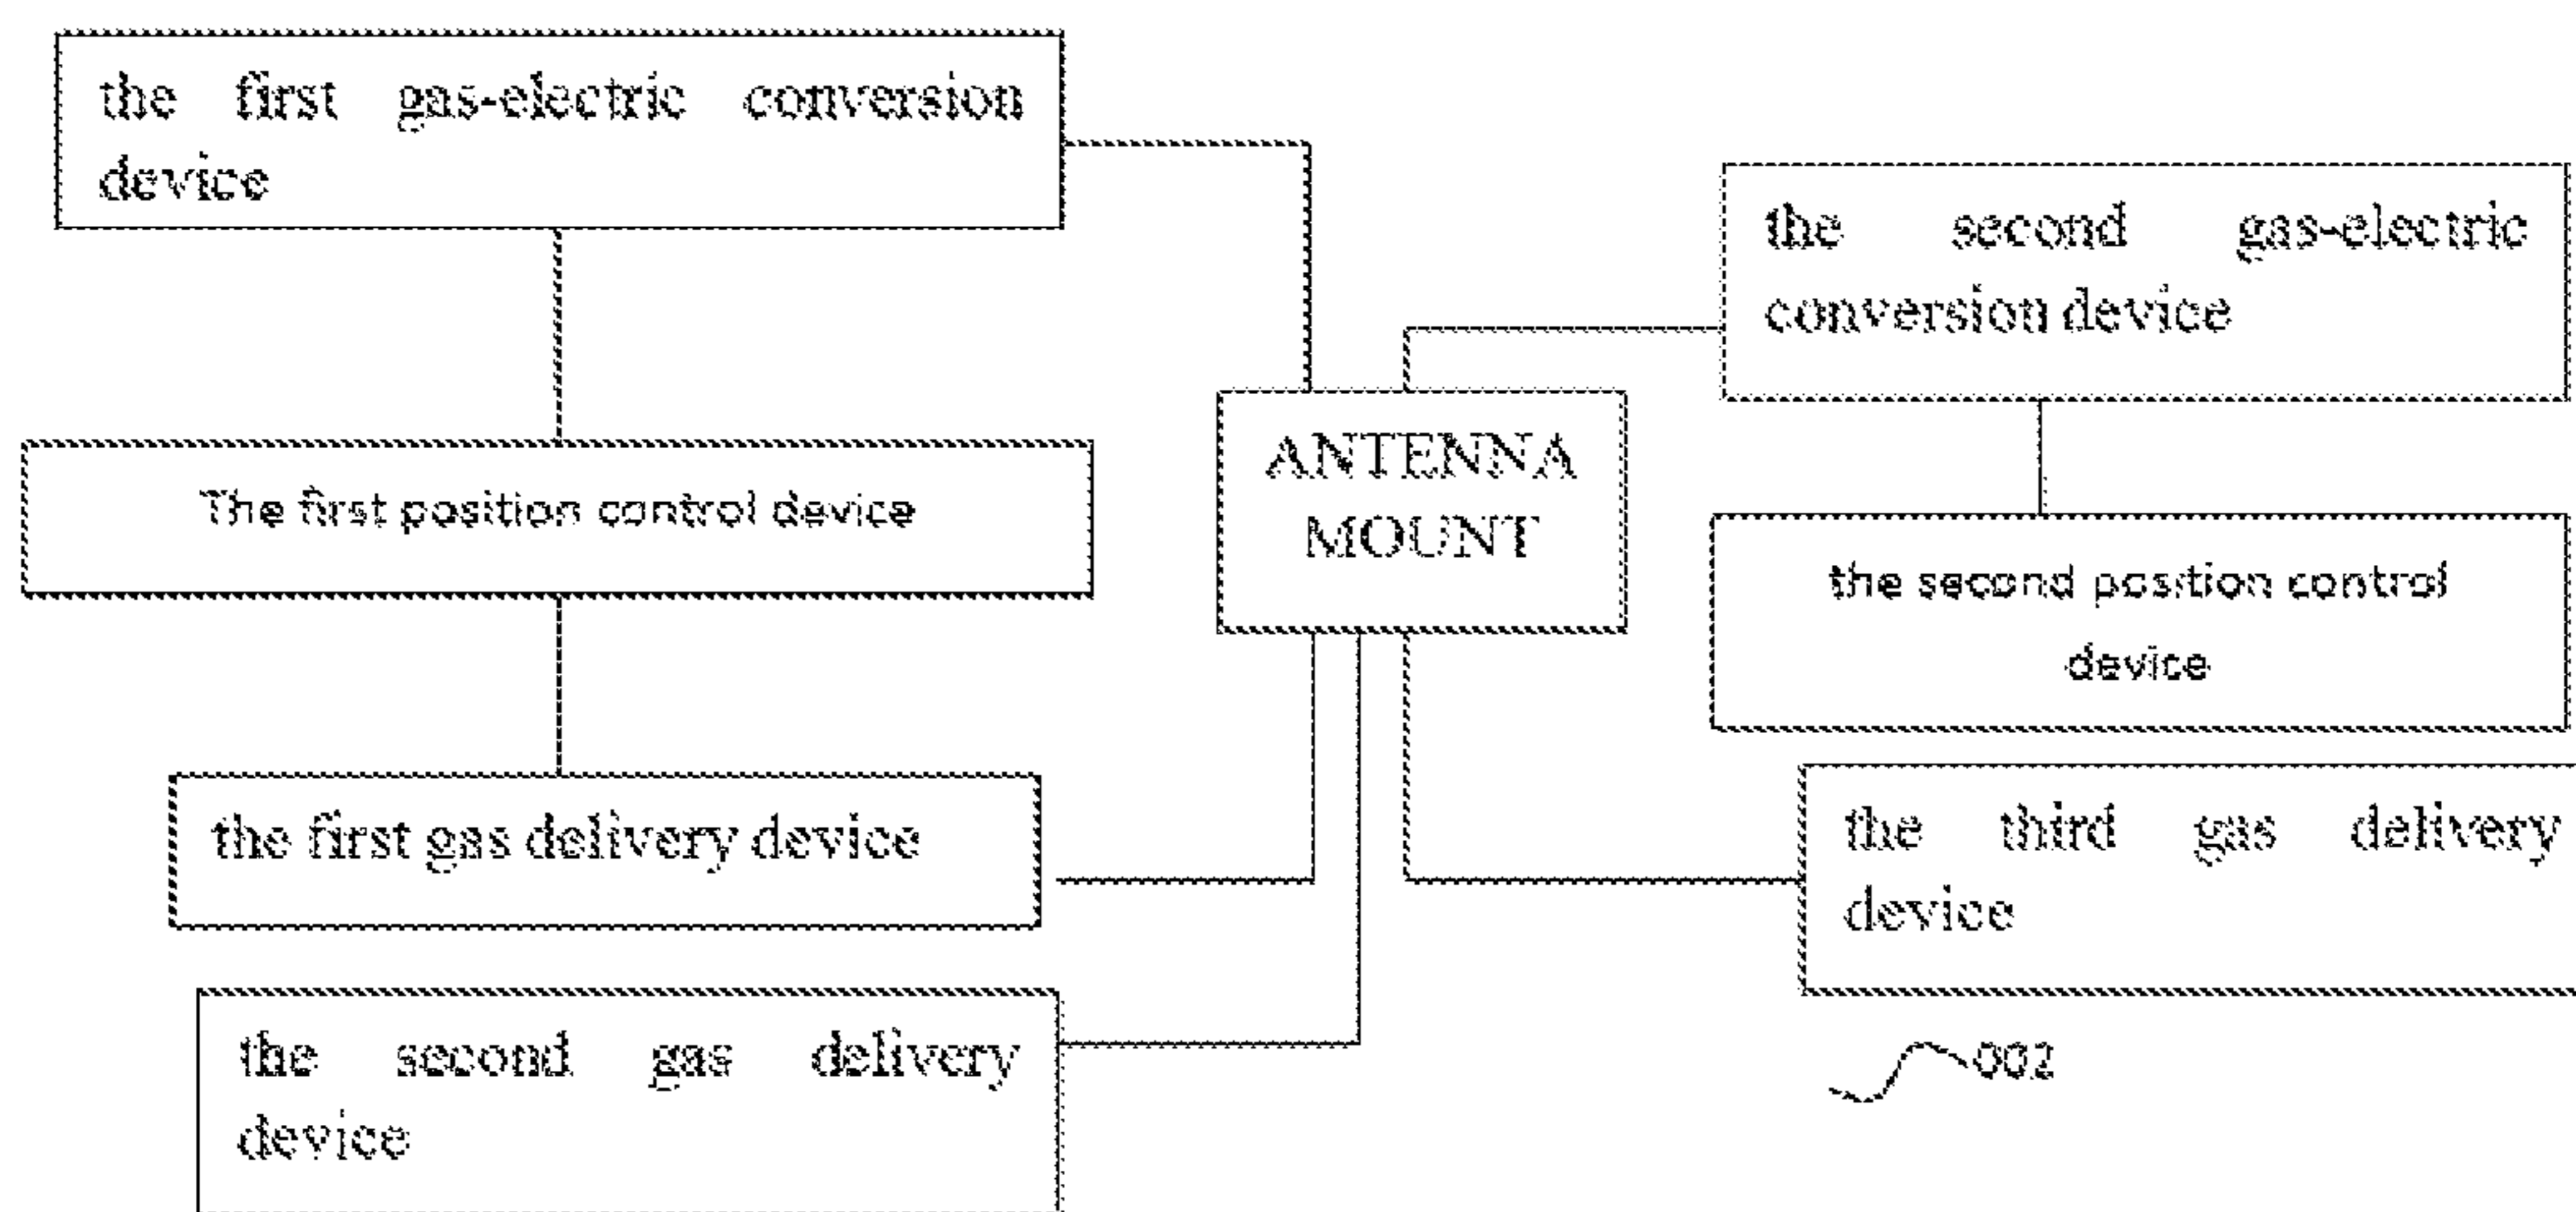 the first gas-electric conversion
device
the second gas-electric
conversion device
ANTENNA
MOUNT
The first position control device
the second position control
device
the first gas delivery device
the third gas delivery
device
the second gas delivery
device
002